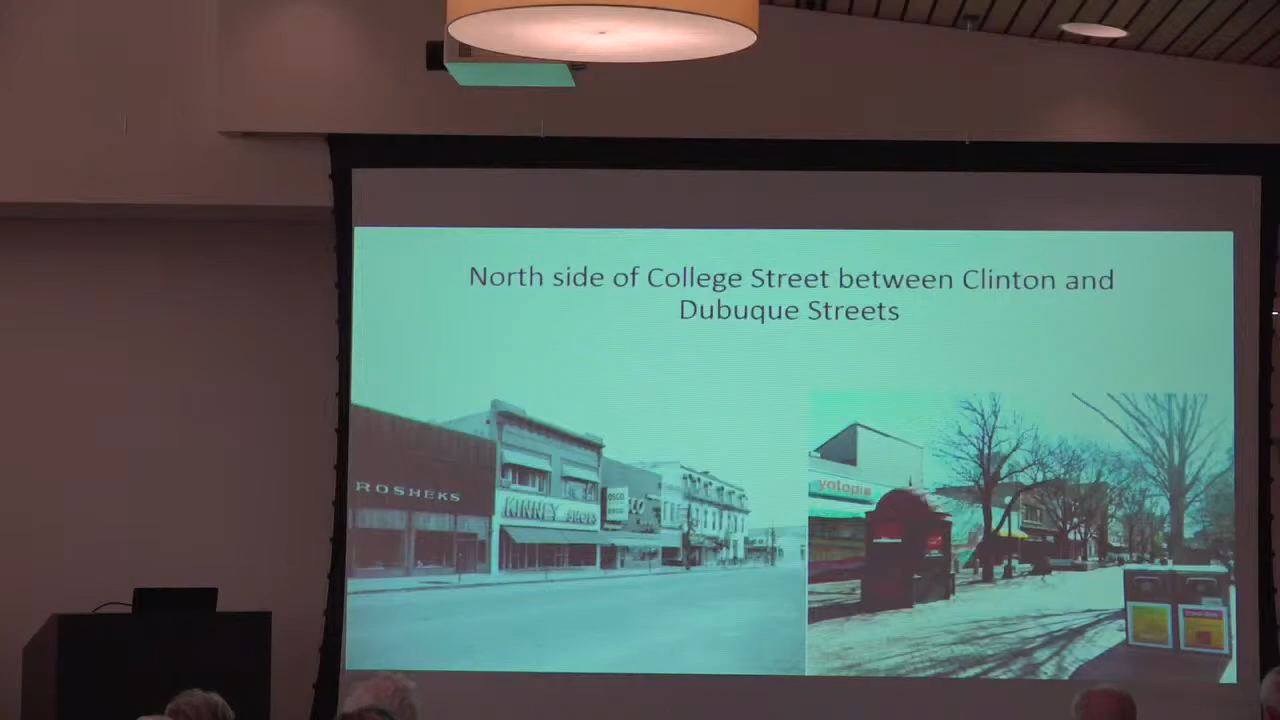 North side of College Street between Clinton and
Dubuque Streets
ROSHEKS
KINNEY SHOES
OSCO
yotopia